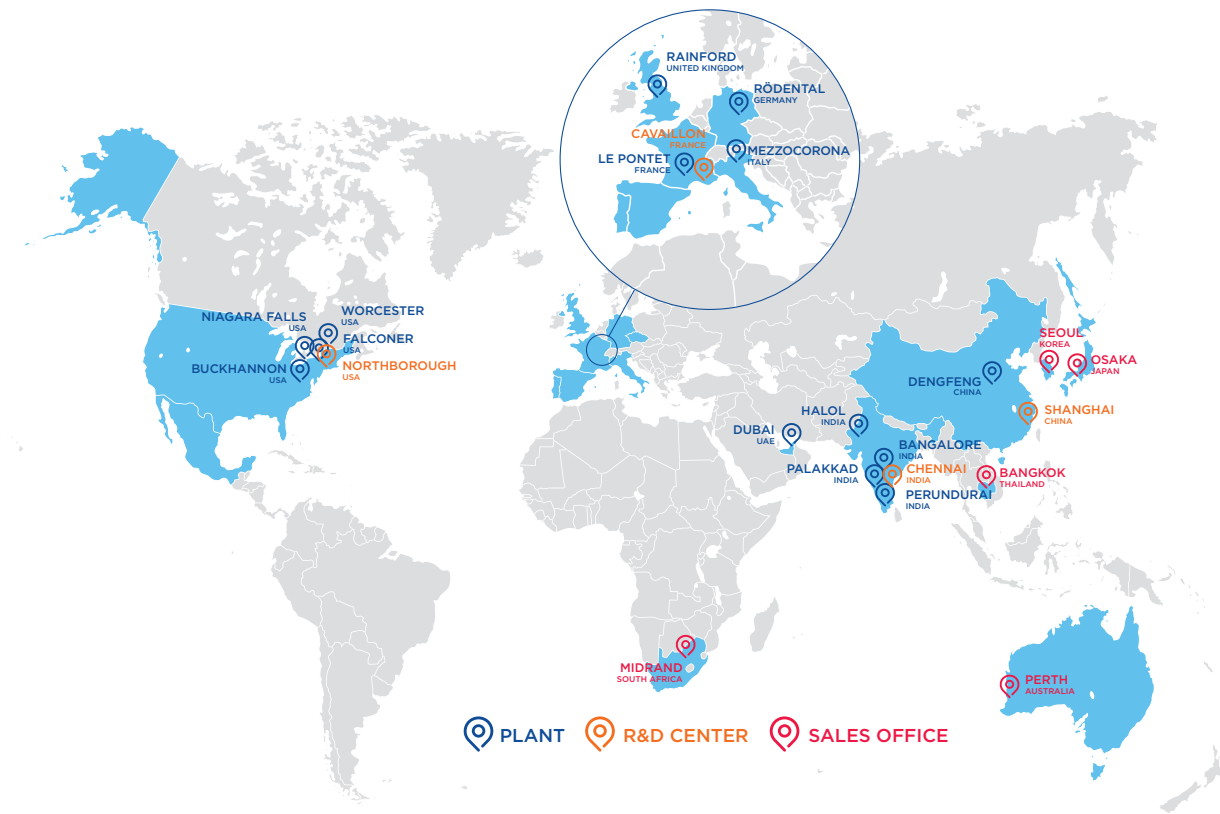 RAINFORD
UNITED KINGDOM
RÖDENTAL
GERMANY
CAVAILLON
FRANCE
LE PONTET
FRANCE
MEZZOCORONA
ITALY
NIAGARA FALLS
USA
WORCESTER
USA
FALCONER
USA
BUCKHANNON
USA
NORTHBOROUGH
USA
SEOUL
KOREA
OSAKA
JAPAN
DENGFENG
CHINA
SHANGHAI
CHINA
HALOL
INDIA
DUBAI
UAE
BANGALORE
INDIA
PALAKKAD
INDIA
CHENNAI
INDIA
BANGKOK
THAILAND
PERUNDURAI
INDIA
MIDRAND
SOUTH AFRICA
PERTH
AUSTRALIA
PLANT
R&D CENTER
SALES OFFICE